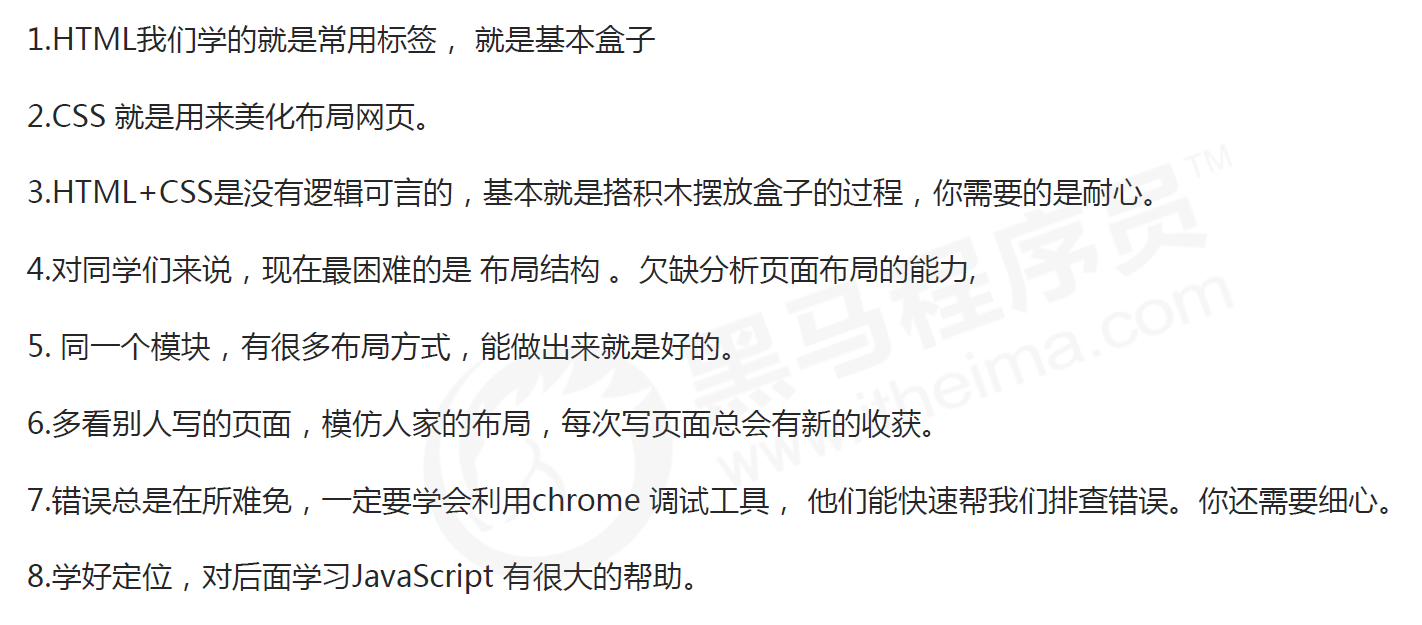 1.HTML我们学的就是常用标签， 就是基本盒子
2.CSS 就是用来美化布局网页。
3.HTML+CSS是没有逻辑可言的，基本就是搭积木摆放盒子的过程，你需要的是耐心。
4.对同学们来说，现在最困难的是 布局结构 。欠缺分析页面布局的能力,
5. 同一个模块，有很多布局方式，能做出来就是好的。
6.多看别人写的页面，模仿人家的布局，每次写页面总会有新的收获。
7.错误总是在所难免，一定要学会利用chrome 调试工具， 他们能快速帮我们排查错误。你还需要细心。
8.学好定位，对后面学习JavaScript 有很大的帮助。
黑马程序员™
www.itheima.com